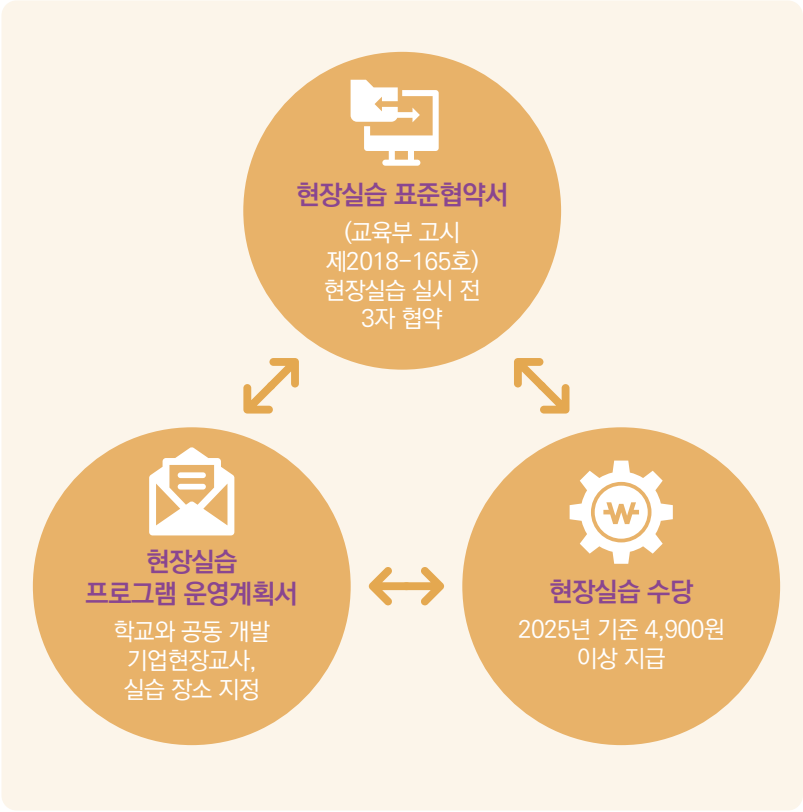 현장실습 표준협약서
(교육부 고시
제2018-165호)
현장실습 실시 전
3자 협약
현장실습
프로그램 운영계획서
학교와 공동 개발
기업현장교사,
실습 장소 지정
₩
현장실습 수당
2025년 기준 4,900원
이상 지급